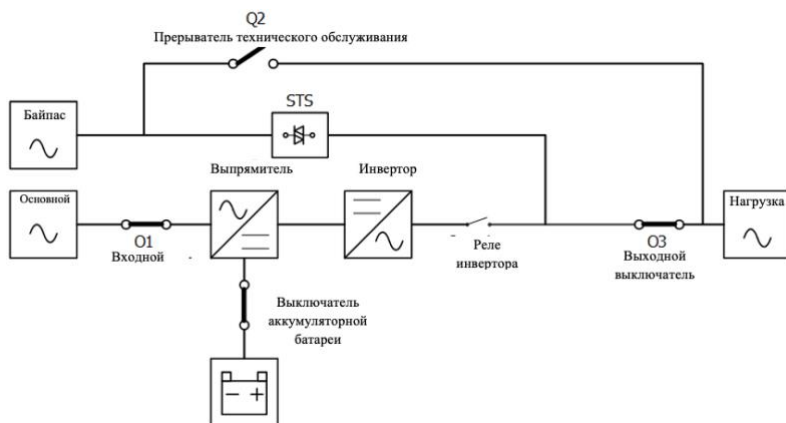 Q2
Прерыватель технического обслуживания
Байпас
STS
Выпрямитель
Инвертор
Основной
Нагрузка
O1
Входной
Реле
инвертора
O3
Выходной
выключатель
Выключатель
аккумуляторной
батареи